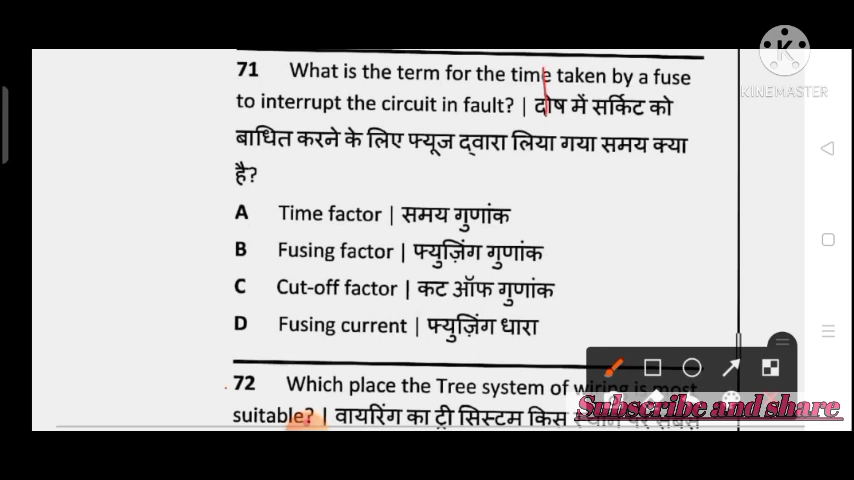 71 What is the term for the time taken by a fuse
to interrupt the circuit in fault? | दोष में सर्किट को
बाधित करने के लिए फ्यूज द्वारा लिया गया समय क्या
है?
A Time factor | समय गुणांक
B Fusing factor | फ्युज़िंग गुणांक
C Cut-off factor | कट ऑफ गुणांक
D Fusing current | फ्युज़िंग धारा
72 Which place the Tree system of wiring is most
suitable? | वायरिंग का ट्री सिस्टम किस स्थान पर सबसे
KINEMASTER
Subscribe and share